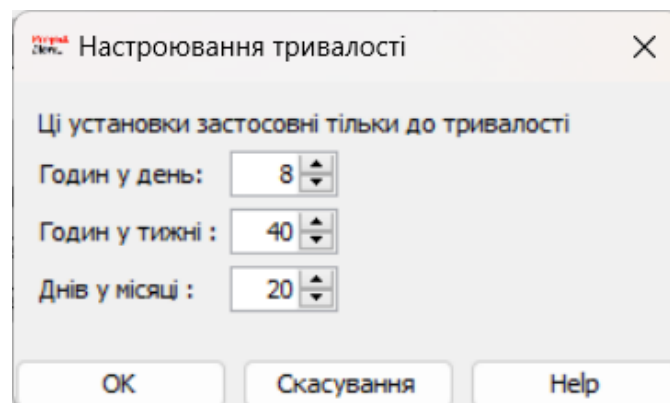 Настроювання тривалості
Ці установки застосовні тільки до тривалості
Годин у день: 8
Годин у тижні : 40
Днів у місяці : 20
OK Скасування Help